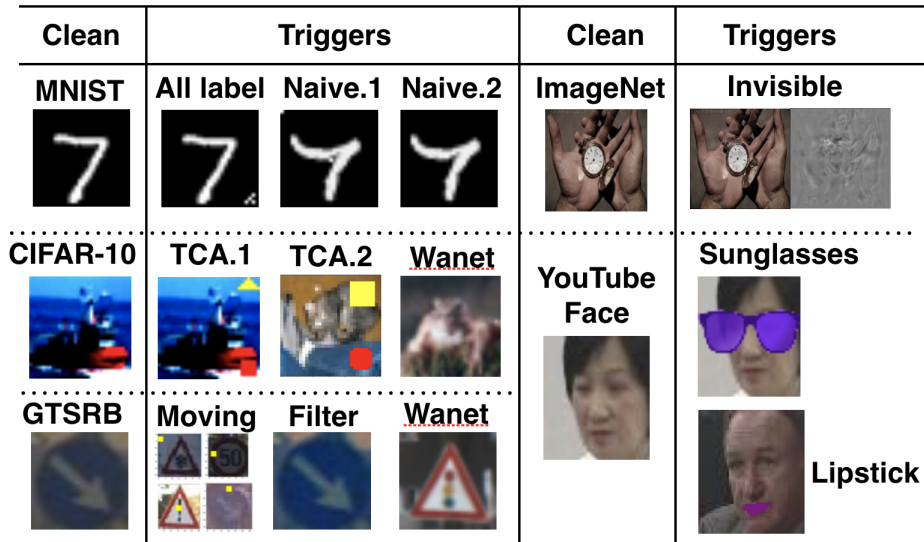 Clean Triggers Clean Triggers
MNIST All label Naive.1 Naive.2 ImageNet Invisible
CIFAR-10 TCA.1 TCA.2 Wanet
YouTube
Face
Sunglasses
GTSRB Moving Filter Wanet
50
Lipstick